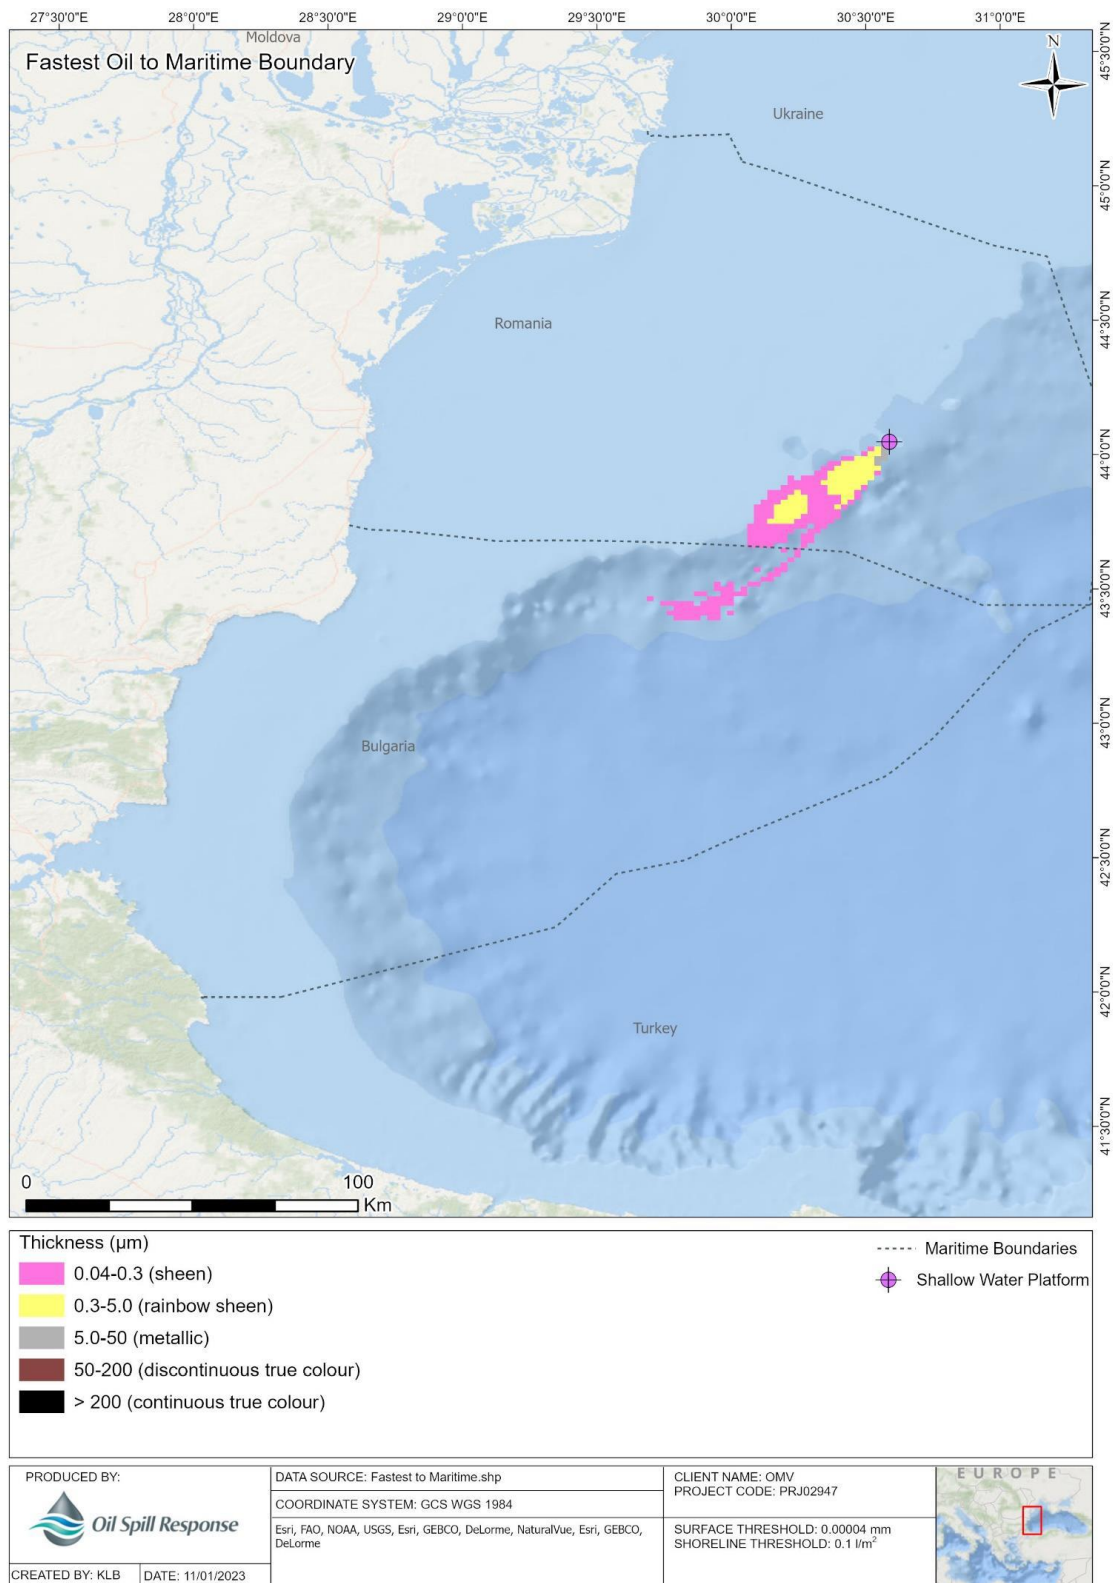 27°30'0"E 28°0'0"E 28°30'0"E 29°0'0"E 29°30'0"E 30°0'0"E 30°30'0"E 31°0'0"E
Moldova
Fastest Oil to Maritime Boundary
N
45°30'0"N
Ukraine
45°0'0"N
Romania
44°30'0"N
44°0'0"N
43°30'0"N
43°0'0"N
Bulgaria
42°30'0"N
42°0'0"N
Turkey
41°30'0"N
0 100
Km
Thickness (µm)
0.04-0.3 (sheen)
0.3-5.0 (rainbow sheen)
5.0-50 (metallic)
50-200 (discontinuous true colour)
> 200 (continuous true colour)
Maritime Boundaries
Shallow Water Platform
PRODUCED BY:
Oil Spill Response
CREATED BY: KLB
DATE: 11/01/2023
DATA SOURCE: Fastest to Maritime.shp
COORDINATE SYSTEM: GCS WGS 1984
Esri, FAO, NOAA, USGS, Esri, GEBCO, DeLorme, NaturalVue, Esri, GEBCO,
DeLorme
CLIENT NAME: OMV
PROJECT CODE: PRJ02947
SURFACE THRESHOLD: 0.00004 mm
SHORELINE THRESHOLD: 0.1 l/m²
EUROPE